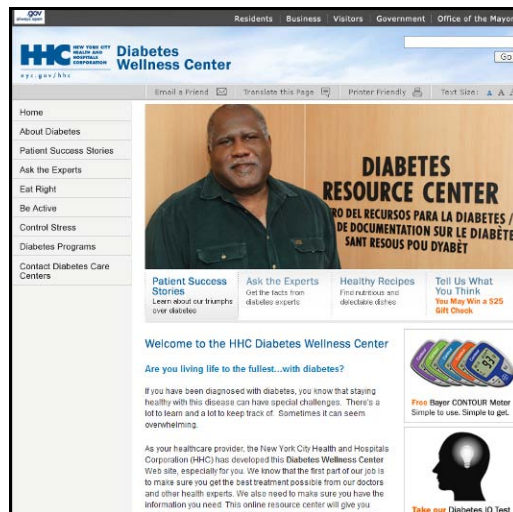 .gov
always open
Residents | Business | Visitors | Government | Office of the Mayor
HHC NEW YORK CITY
HEALTH AND
HOSPITALS
CORPORATION
nyc.gov/hhc
Diabetes
Wellness Center
Go
Email a Friend
Translate this Page
Printer Friendly
Text Size: A A
Home
About Diabetes
Patient Success Stories
Ask the Experts
Eat Right
Be Active
Control Stress
Diabetes Programs
Contact Diabetes Care
Centers
DIABETES
RESOURCE CENTER
RO DEL RECURSOS PARA LA DIABETES /
DE DOCUMENTATION SUR LE DIABÈTE
SANT RESOUS POU DYABÈT
Patient Success
Stories
Learn about our triumphs
over diabetes
Ask the Experts
Get the facts from
diabetes experts
Healthy Recipes
Find nutritious and
delectable dishes
Tell Us What
You Think
You May Win a $25
Gift Check
Welcome to the HHC Diabetes Wellness Center
Are you living life to the fullest...with diabetes?
If you have been diagnosed with diabetes, you know that staying
healthy with this disease can have special challenges. There's a
lot to learn and a lot to keep track of. Sometimes it can seem
overwhelming.
As your healthcare provider, the New York City Health and Hospitals
Corporation (HHC) has developed this Diabetes Wellness Center
Web site, especially for you. We know that the first part of our job is
to make sure you get the best treatment possible from our doctors
and other health experts. We also need to make sure you have the
information you need. This online resource center will give you
Free Bayer CONTOUR Meter
Simple to use. Simple to get.
Take our Diabetes IQ Test